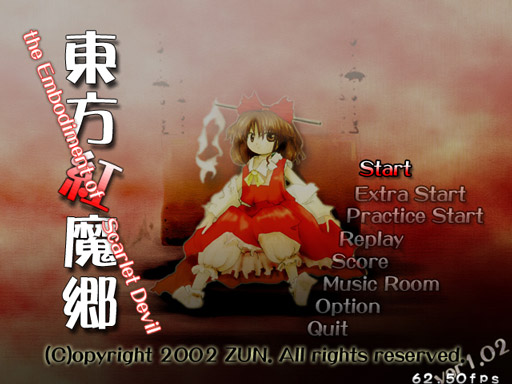 東方紅魔郷
the Embodiment of Scarlet Devil
Start
Extra Start
Practice Start
Replay
Score
Music Room
Option
Quit
(C)opyright 2002 ZUN, All rights reserved.
ver1.02
62.50fps